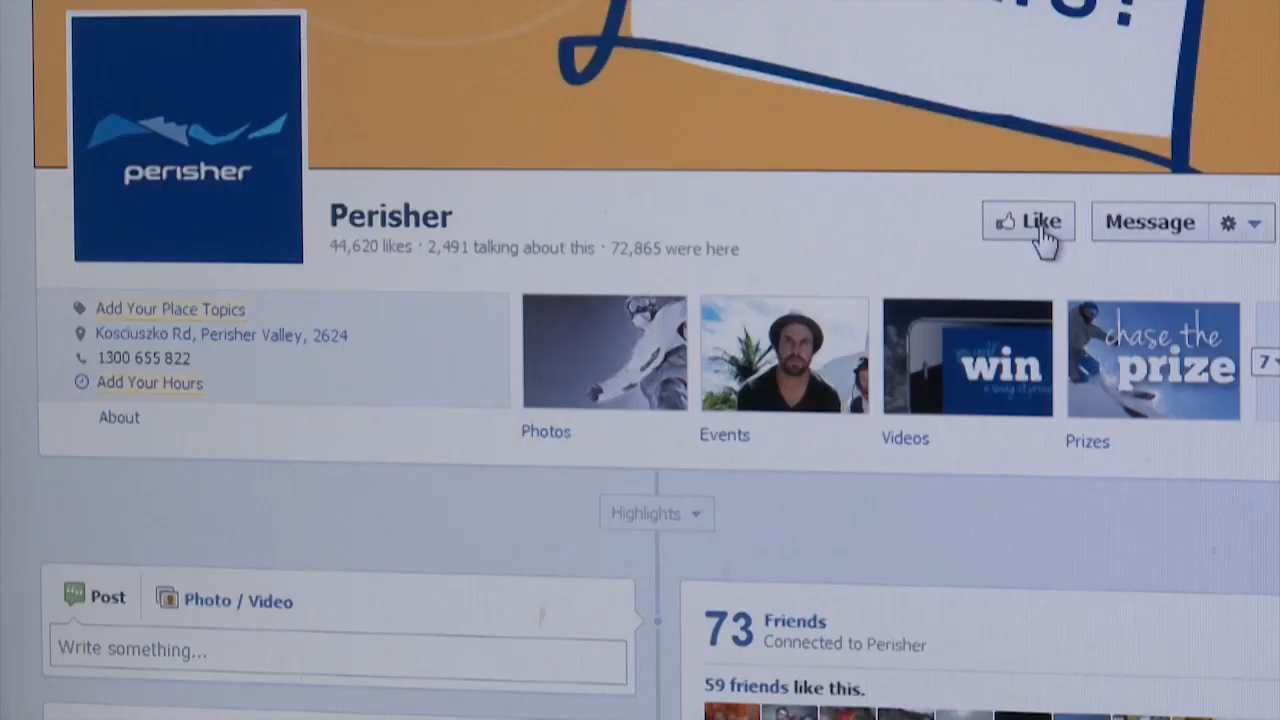 perisher
Perisher
44,620 likes · 2,491 talking about this · 72,865 were here
Like
Message
Add Your Place Topics
Kosciuszko Rd, Perisher Valley, 2624
1300 655 822
Add Your Hours
About
chase the
win
prize
7
Photos
Events
Videos
Prizes
Highlights
Post
Photo / Video
Write something...
73
Friends
Connected to Perisher
59 friends like this.